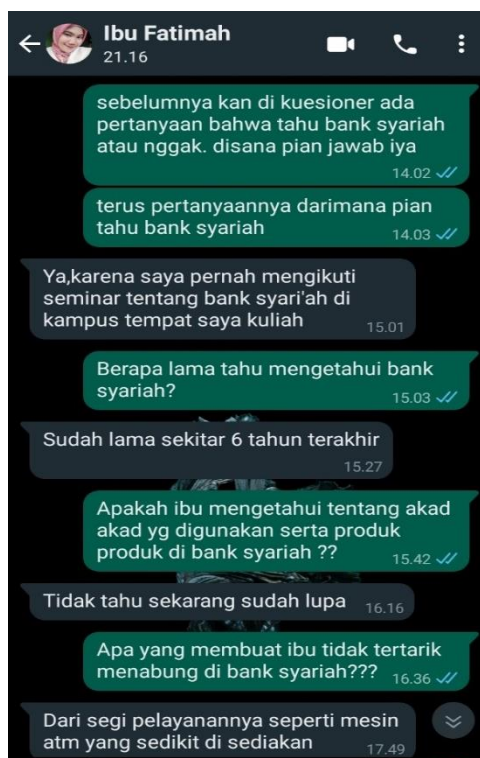 Ibu Fatimah
21.16
sebelumnya kan di kuesioner ada
pertanyaan bahwa tahu bank syariah
atau nggak. disana pian jawab iya
14.02
terus pertanyaannya darimana pian
tahu bank syariah
14.03
Ya,karena saya pernah mengikuti
seminar tentang bank syari'ah di
kampus tempat saya kuliah
15.01
Berapa lama tahu mengetahui bank
syariah?
15.03
Sudah lama sekitar 6 tahun terakhir
15.27
Apakah ibu mengetahui tentang akad
akad yg digunakan serta produk
produk di bank syariah ??
15.42
Tidak tahu sekarang sudah lupa
16.16
Apa yang membuat ibu tidak tertarik
menabung di bank syariah???
16.36
Dari segi pelayanannya seperti mesin
atm yang sedikit di sediakan
17.49